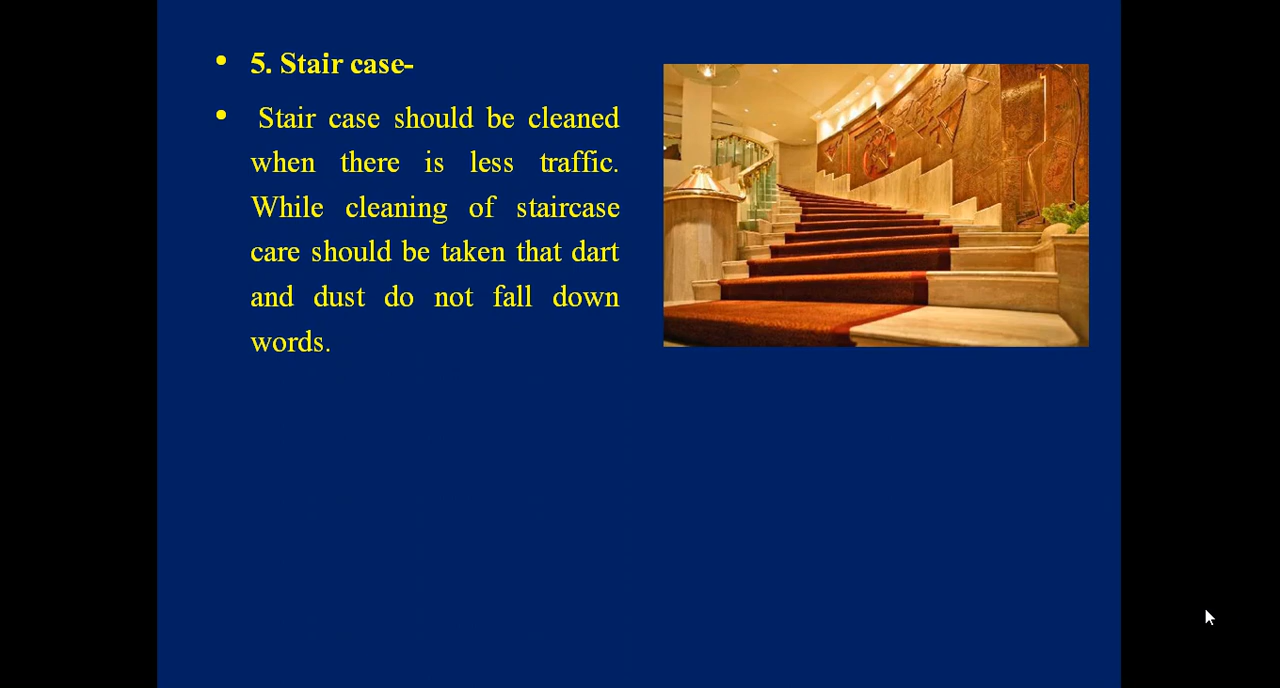 • 5. Stair case-
• Stair case should be cleaned
when there is less traffic.
While cleaning of staircase
care should be taken that dart
and dust do not fall down
words.